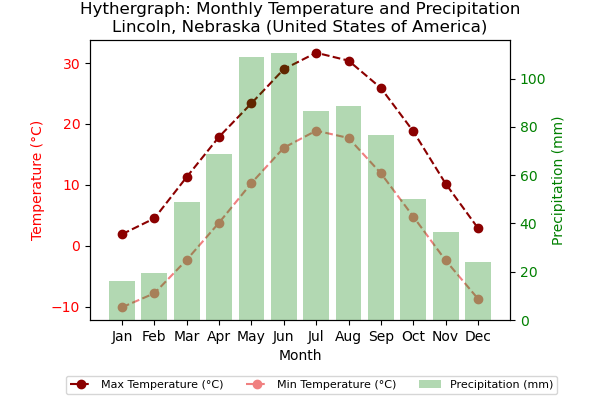 Hythergraph: Monthly Temperature and Precipitation
Lincoln, Nebraska (United States of America)
30
20
10
0
−10
Temperature (°C)
100
80
60
40
20
0
Precipitation (mm)
Jan Feb Mar Apr May Jun Jul Aug Sep Oct Nov Dec
Month
Max Temperature (°C) Min Temperature (°C) Precipitation (mm)